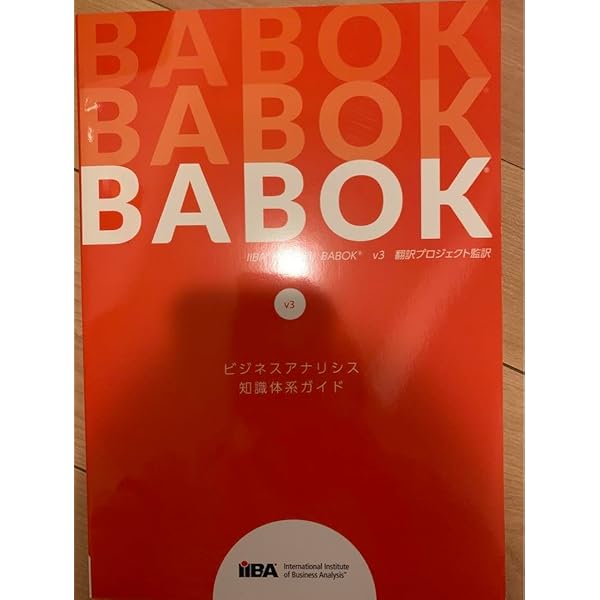 BABOK
BABOK®
BABOK®
IIBA BABOK® v3 翻訳プロジェクト監訳
v3
ビジネスアナリシス
知識体系ガイド
iiBA International Institute
of Business Analysis™